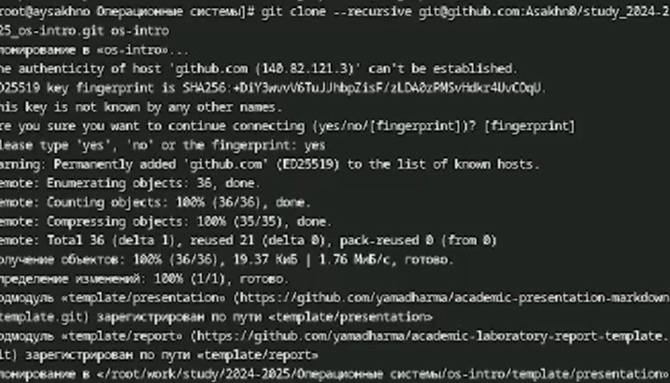 root@aysakhno Операционные системы]# git clone --recursive git@github.com:Asakhn0/study_2024-2
25_os-intro.git os-intro
лонирование в «os-intro»...
he authenticity of host 'github.com (140.82.121.3)' can't be established.
D25519 key fingerprint is SHA256:+DiY3wvvV6TuJJhbpZisF/zLDA0zPMSvHdkr4UvCOqU.
his key is not known by any other names.
re you sure you want to continue connecting (yes/no/[fingerprint])? [fingerprint]
lease type 'yes', 'no' or the fingerprint: yes
arning: Permanently added 'github.com' (ED25519) to the list of known hosts.
emote: Enumerating objects: 36, done.
emote: Counting objects: 100% (36/36), done.
emote: Compressing objects: 100% (35/35), done.
emote: Total 36 (delta 1), reused 21 (delta 0), pack-reused 0 (from 0)
олучение объектов: 100% (36/36), 19.37 КиБ | 1.76 МиБ/с, готово.
пределение изменений: 100% (1/1), готово.
одмодуль «template/presentation» (https://github.com/yamadharma/academic-presentation-markdown
template.git) зарегистрирован по пути «template/presentation»
одмодуль «template/report» (https://github.com/yamadharma/academic-laboratory-report-template.
it) зарегистрирован по пути «template/report»
лонирование в «/root/work/study/2024-2025/Операционные системы/os-intro/template/presentation»